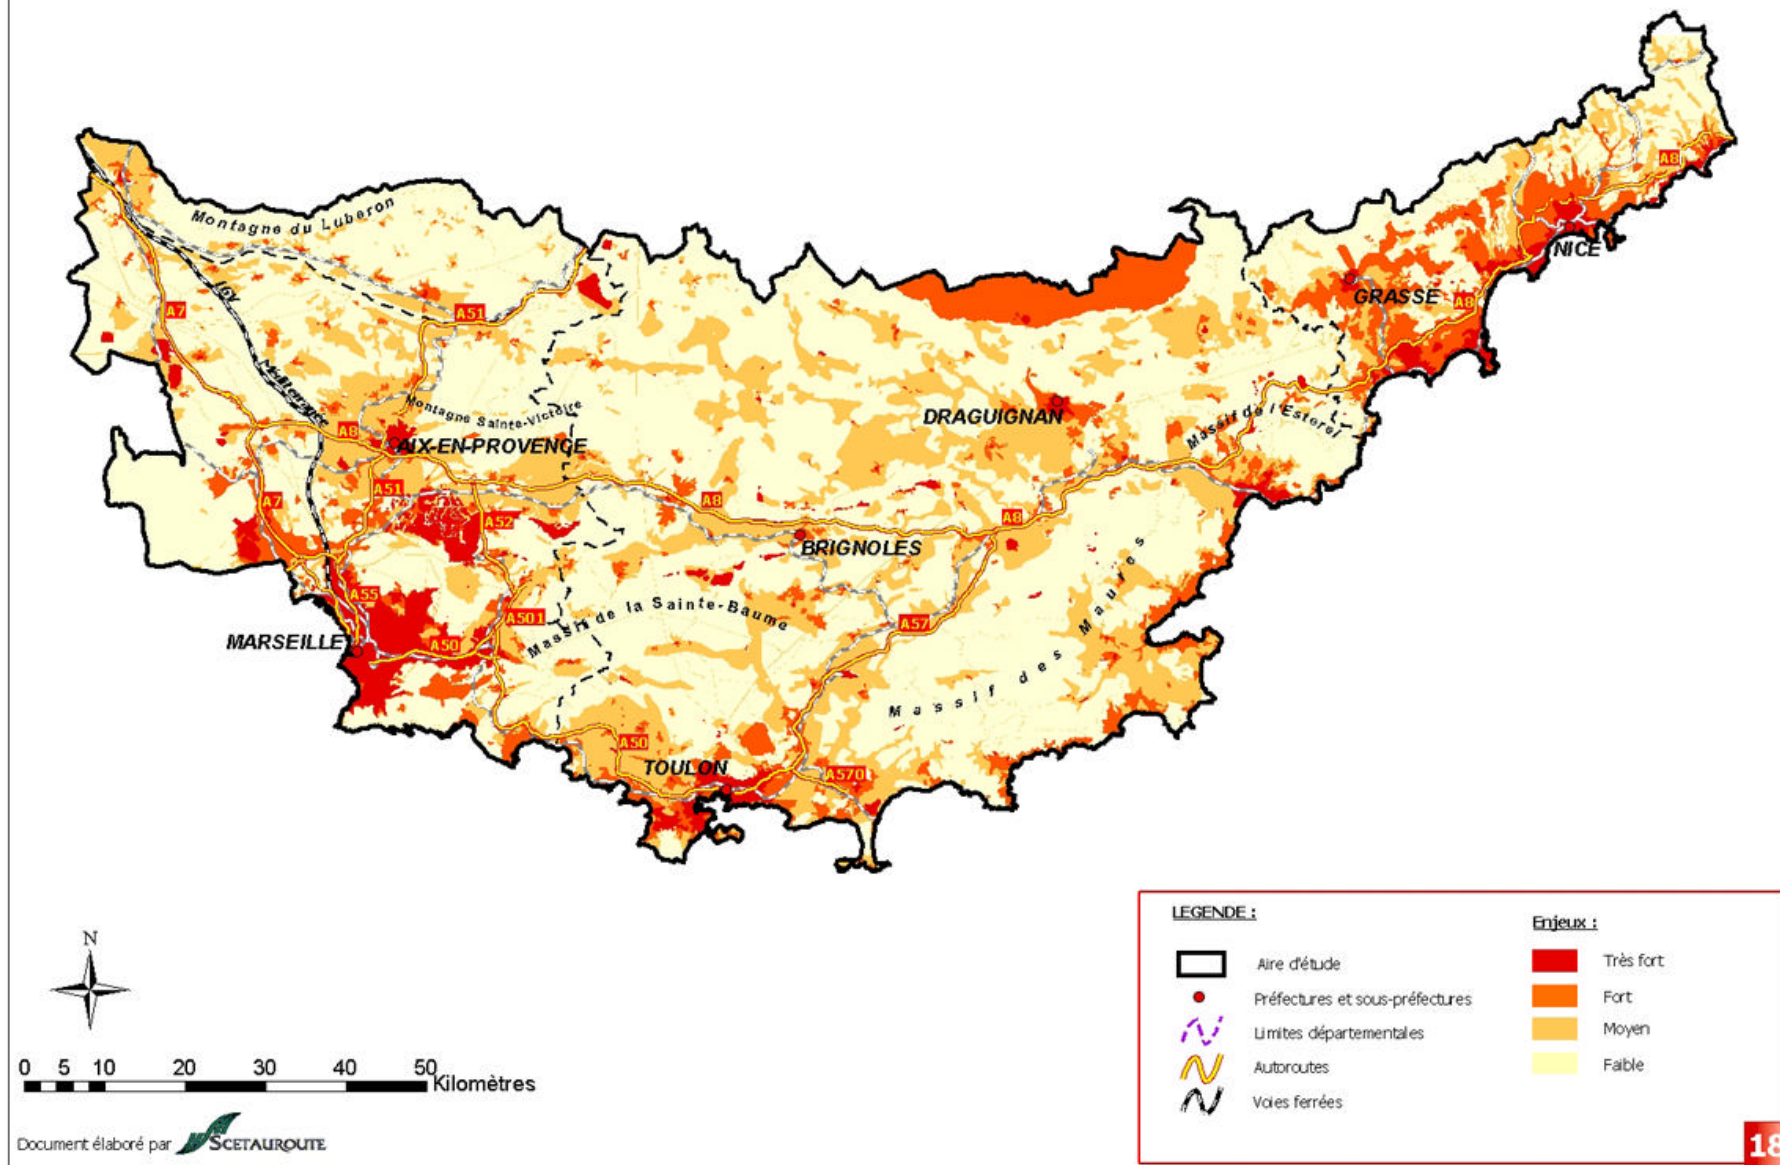 Montagne du Luberon
A8
NICE
GRASSE
A8
A7
A51
TGV
Méditerranée
Montagne Sainte-Victoire
DRAGUIGNAN
Massif de l'Esterel
A8
AIX-EN-PROVENCE
A51
A7
A52
A8
A8
BRIGNOLES
A55
A501
Massif de la Sainte-Baume
A57
MARSEILLE
A50
Massif des Maures
A50
TOULON
A570
N
0 5 10 20 30 40 50
Kilomètres
Document élaboré par SCETAUROUTE
LEGENDE :
Aire d'étude
Préfectures et sous-préfectures
Limites départementales
Autoroutes
Voies ferrées
Enjeux :
Très fort
Fort
Moyen
Faible
18